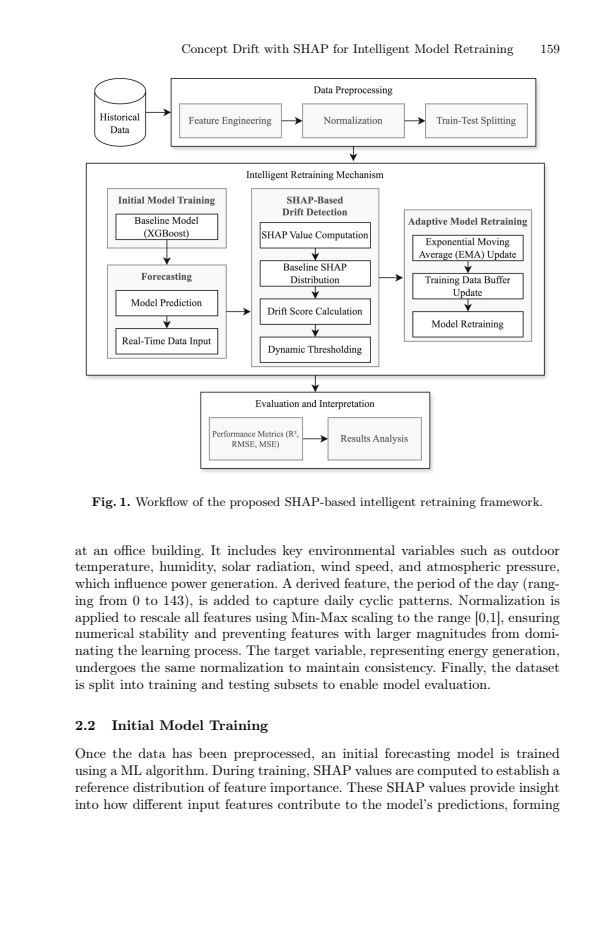 Concept Drift with SHAP for Intelligent Model Retraining 159
Historical
Data
Data Preprocessing
Feature Engineering
Normalization
Train-Test Splitting
Intelligent Retraining Mechanism
Initial Model Training
Baseline Model
(XGBoost)
Forecasting
Model Prediction
Real-Time Data Input
SHAP-Based
Drift Detection
SHAP Value Computation
Baseline SHAP
Distribution
Drift Score Calculation
Dynamic Thresholding
Adaptive Model Retraining
Exponential Moving
Average (EMA) Update
Training Data Buffer
Update
Model Retraining
Evaluation and Interpretation
Performance Metrics (R²,
RMSE, MSE)
Results Analysis
Fig. 1. Workflow of the proposed SHAP-based intelligent retraining framework.
at an office building. It includes key environmental variables such as outdoor
temperature, humidity, solar radiation, wind speed, and atmospheric pressure,
which influence power generation. A derived feature, the period of the day (rang-
ing from 0 to 143), is added to capture daily cyclic patterns. Normalization is
applied to rescale all features using Min-Max scaling to the range [0,1], ensuring
numerical stability and preventing features with larger magnitudes from domi-
nating the learning process. The target variable, representing energy generation,
undergoes the same normalization to maintain consistency. Finally, the dataset
is split into training and testing subsets to enable model evaluation.
2.2 Initial Model Training
Once the data has been preprocessed, an initial forecasting model is trained
using a ML algorithm. During training, SHAP values are computed to establish a
reference distribution of feature importance. These SHAP values provide insight
into how different input features contribute to the model's predictions, forming